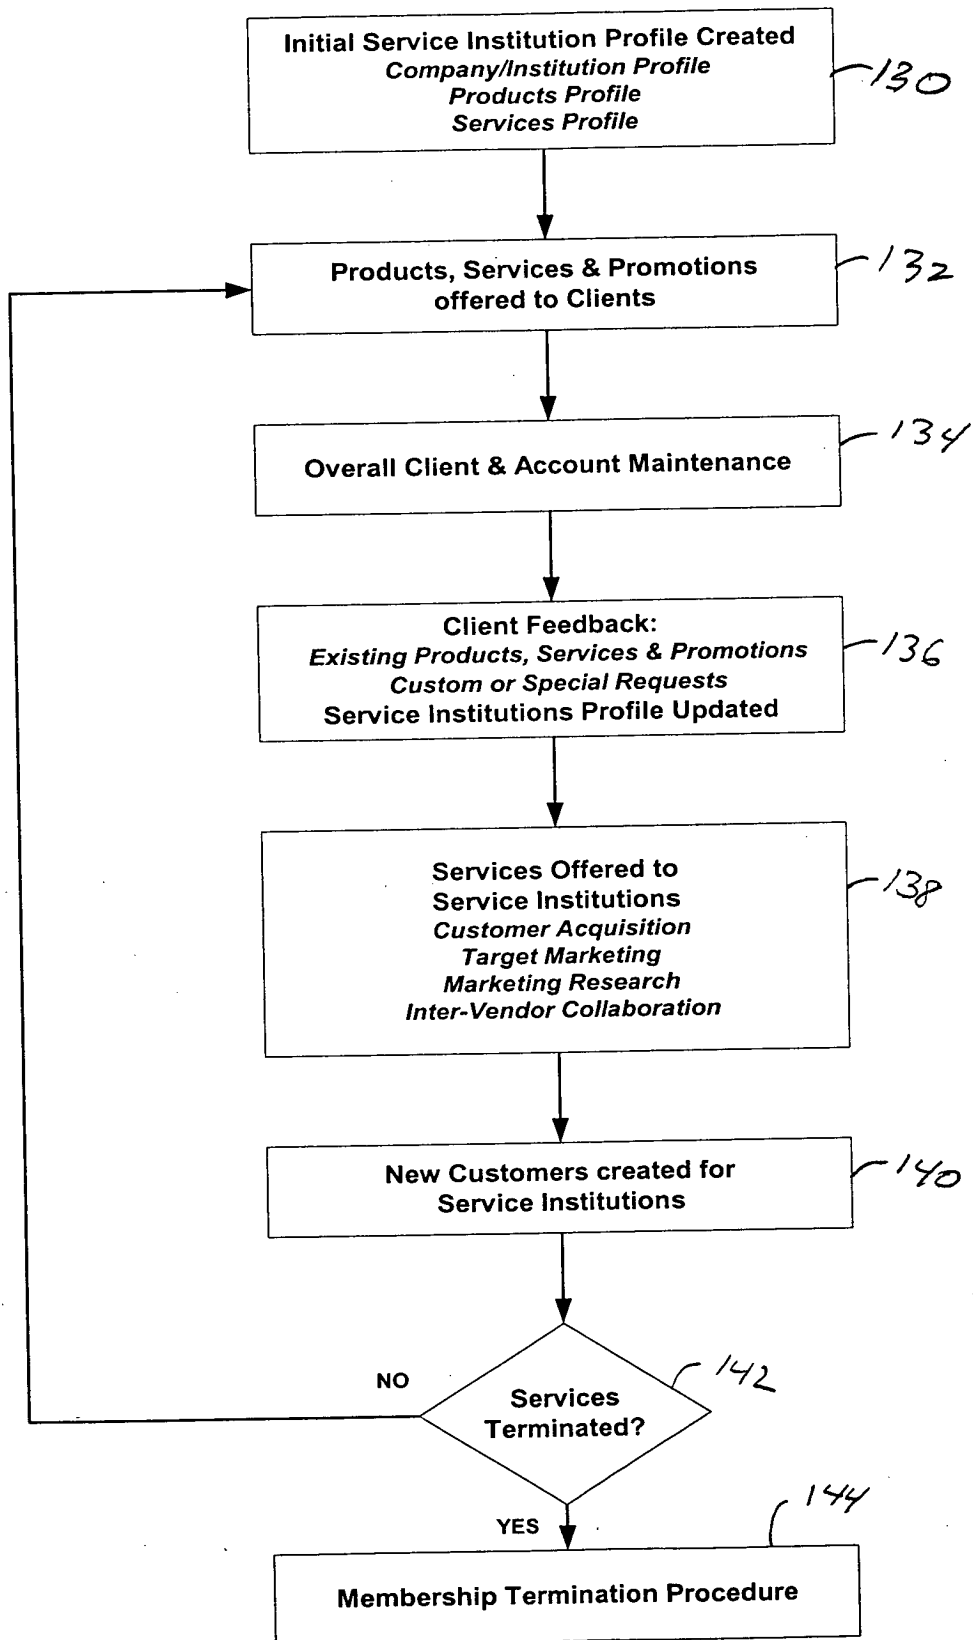 Initial Service Institution Profile Created
Company/Institution Profile
Products Profile
Services Profile
130
Products, Services & Promotions
offered to Clients
132
Overall Client & Account Maintenance
134
Client Feedback:
Existing Products, Services & Promotions
Custom or Special Requests
Service Institutions Profile Updated
136
Services Offered to
Service Institutions
Customer Acquisition
Target Marketing
Marketing Research
Inter-Vendor Collaboration
138
New Customers created for
Service Institutions
140
NO
Services
Terminated?
142
YES
144
Membership Termination Procedure